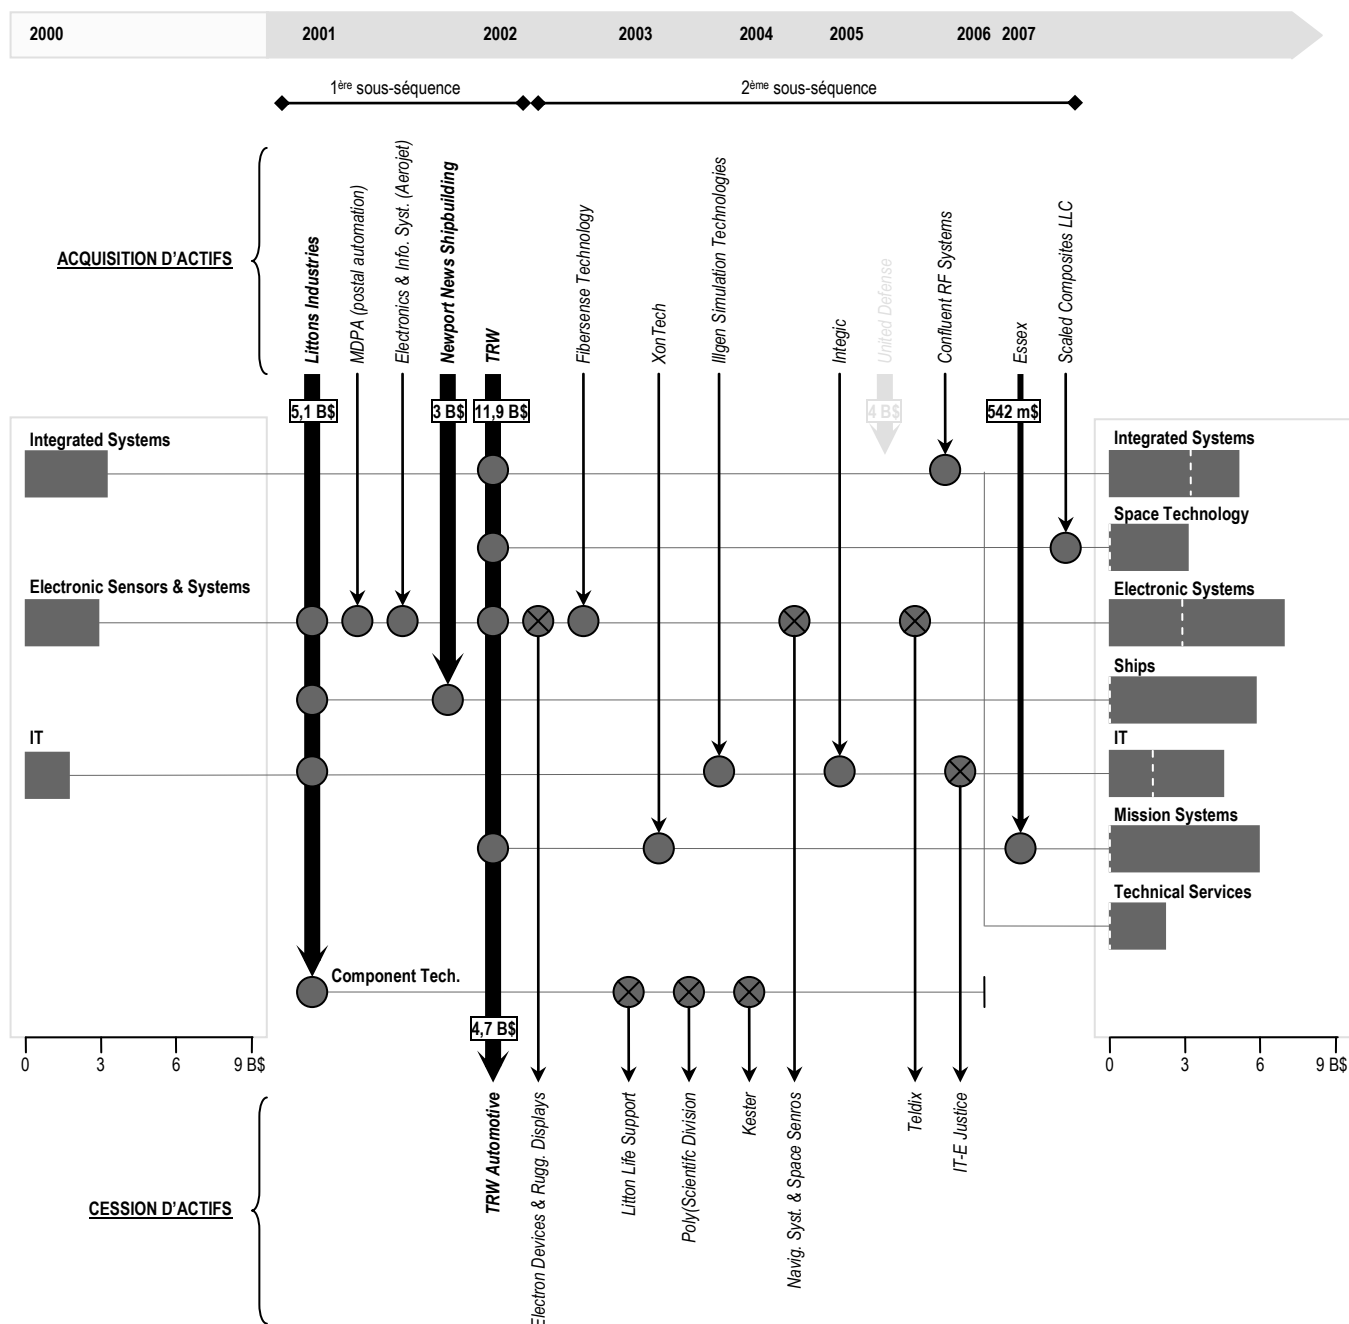 2000
2001
2002
2003
2004
2005
2006
2007
1ère sous-séquence
2ème sous-séquence
ACQUISITION D'ACTIFS
Littons Industries
MDPA (postal automation)
Electronics & Info. Syst. (Aerojet)
Newport News Shipbuilding
TRW
Fibersense Technology
XonTech
Illgen Simulation Technologies
Integic
United Defense
Confluent RF Systems
Essex
Scaled Composites LLC
5,1 B$
3 B$
11,9 B$
4 B$
542 m$
Integrated Systems
Electronic Sensors & Systems
IT
Integrated Systems
Space Technology
Electronic Systems
Ships
IT
Mission Systems
Technical Services
Component Tech.
4,7 B$
0
3
6
9 B$
0
3
6
9 B$
CESSION D'ACTIFS
TRW Automotive
Electron Devices & Rugg. Displays
Litton Life Support
Poly(Scientifc Division
Kester
Navig. Syst. & Space Senros
Teldix
IT-E Justice